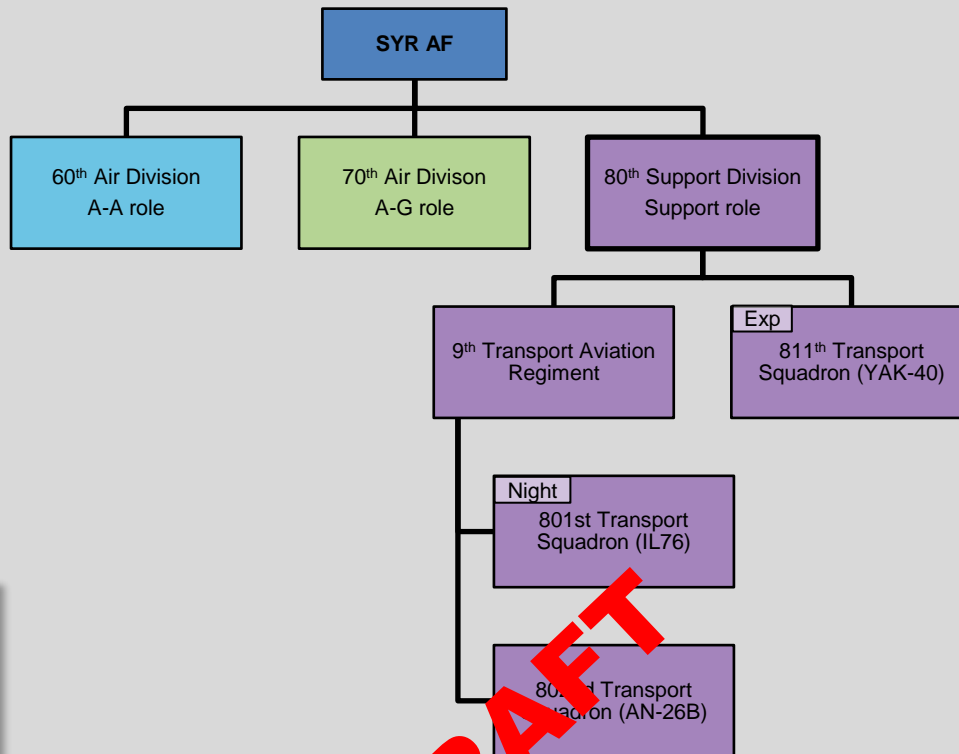 SYR AF
60th Air Division
A-A role
70th Air Divison
A-G role
80th Support Division
Support role
9th Transport Aviation
Regiment
Exp
811th Transport
Squadron (YAK-40)
Night
801st Transport
Squadron (IL76)
Transport
(AN-26B)